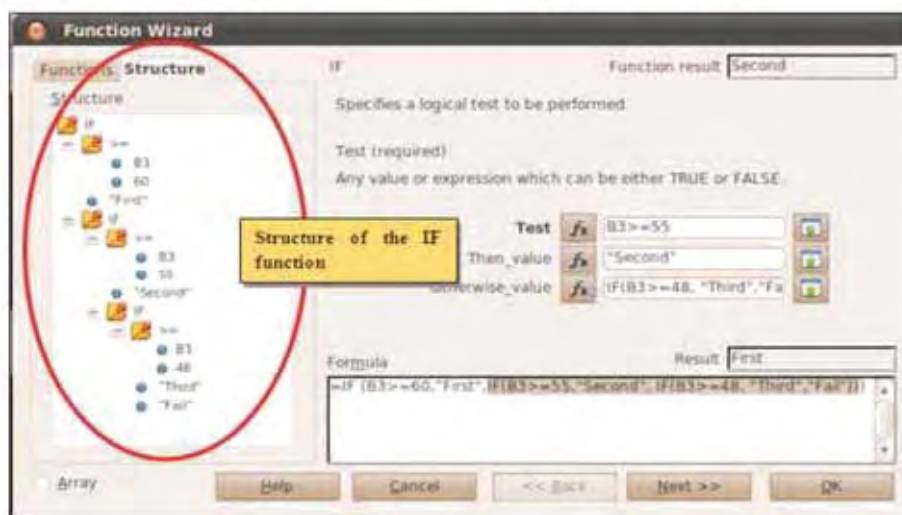 Function Wizard
Functions Structure
Structure
IF
>=
B3
60
"First"
IF
>=
B3
55
"Second"
IF
>=
B3
48
"Third"
"Fail"
Array
Structure of the IF function
IF
Function result Second
Specifies a logical test to be performed
Test (required)
Any value or expression which can be either TRUE or FALSE.
Test fx B3>=55
Then_value fx "Second"
Otherwise_value fx IF(B3>=48, "Third","Fa
Formula
Result First
=IF (B3>=60,"First",IF(B3>=55,"Second", IF(B3>=48, "Third","Fail")))
Help
Cancel
<< Back
Next >>
OK